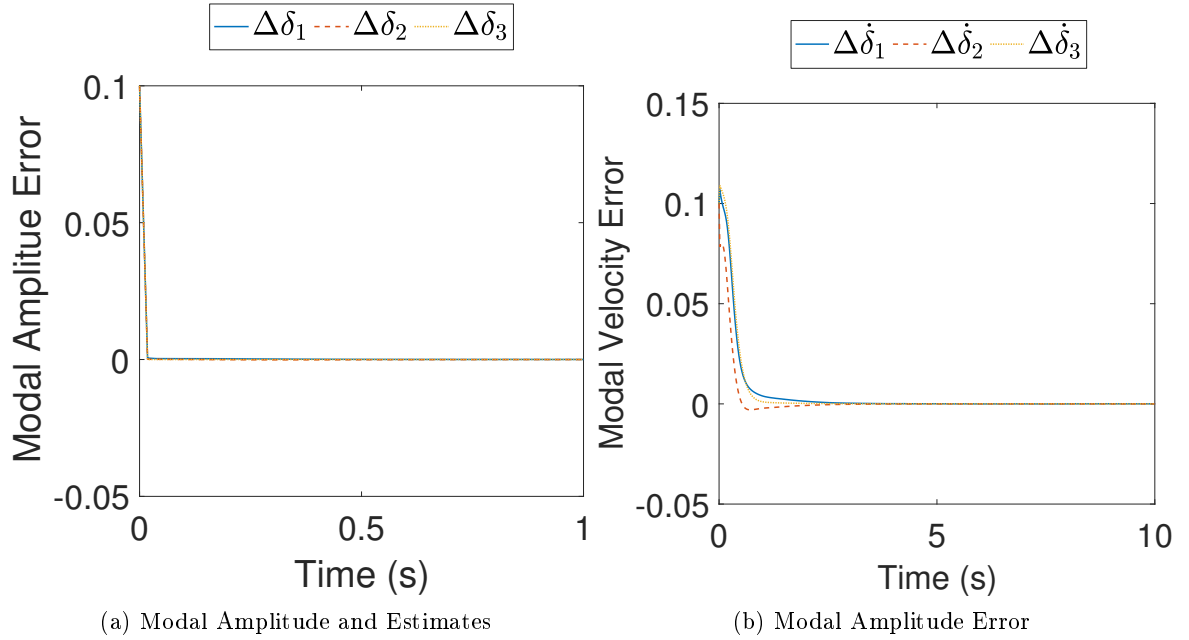 Δδ₁ Δδ₂ Δδ₃
Modal Amplitue Error
0.1
0.05
0
-0.05
0 0.5 1
Time (s)
(a) Modal Amplitude and Estimates
Δδ̇₁ Δδ̇₂ Δδ̇₃
Modal Velocity Error
0.15
0.1
0.05
0
-0.05
0 5 10
Time (s)
(b) Modal Amplitude Error